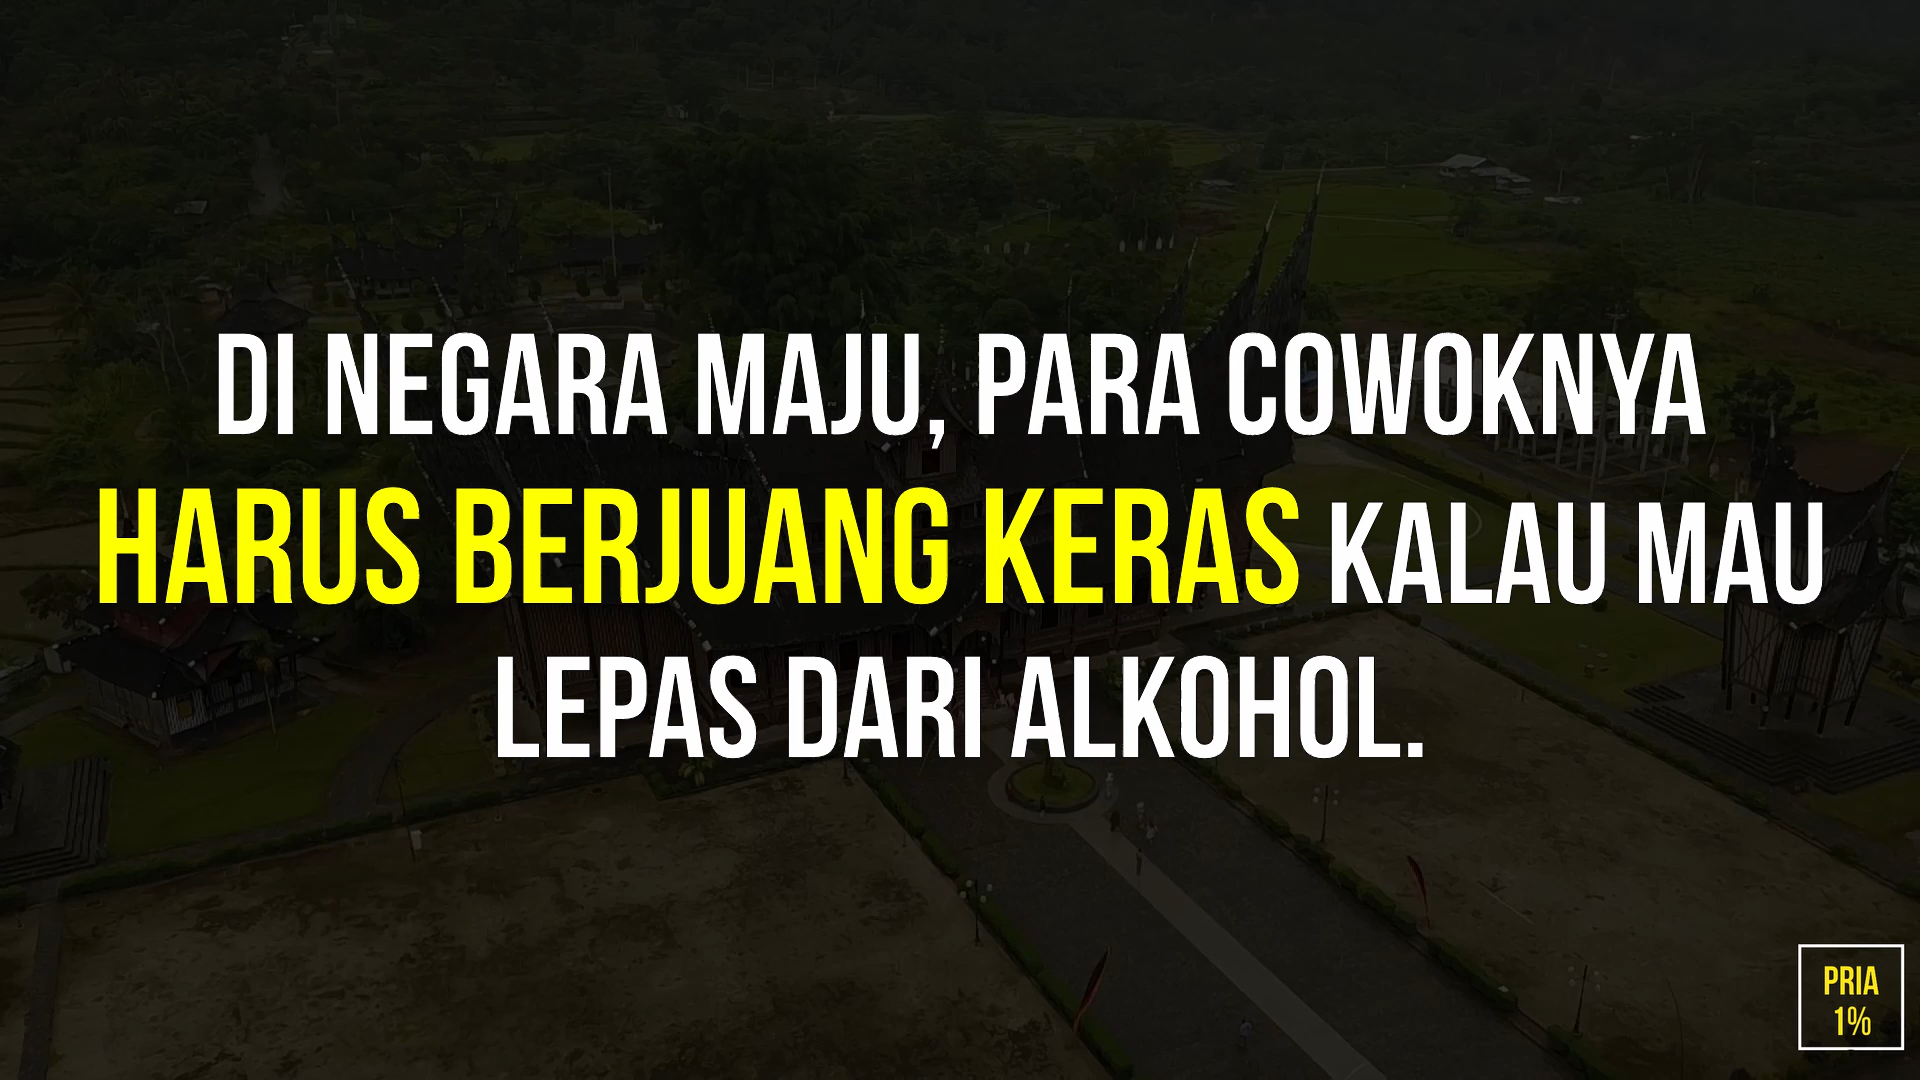 DI NEGARA MAJU, PARA COWOKNYA
HARUS BERJUANG KERAS KALAU MAU
LEPAS DARI ALKOHOL.
PRIA
1%